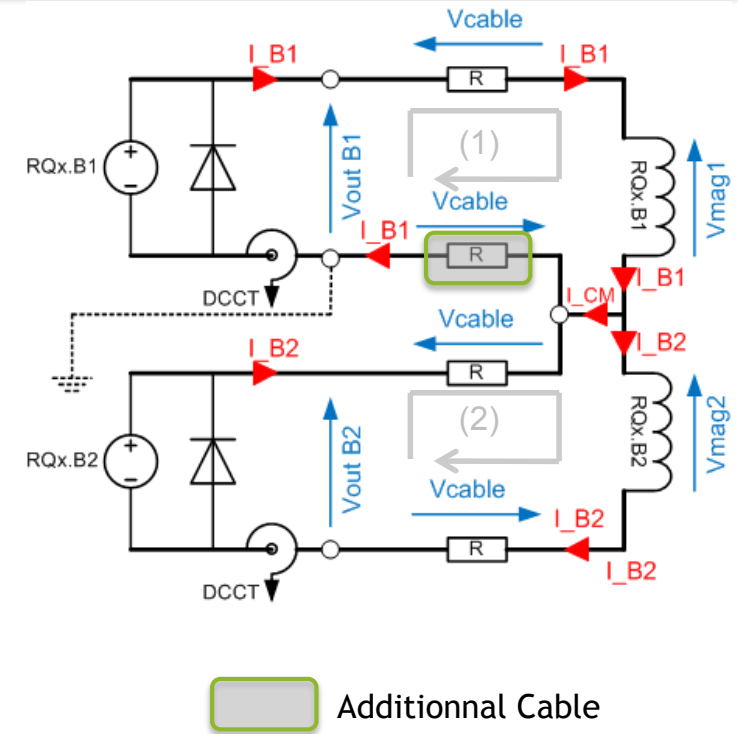 Vcable
I_B1
I_B1
R
(1)
RQx.B1
+
−
Vout B1
RQx.B1
Vmag1
Vcable
I_B1
R
I_B1
DCCT
I_CM
Vcable
I_B2
I_B2
R
(2)
RQx.B2
+
−
Vout B2
RQx.B2
Vmag2
Vcable
I_B2
R
I_B2
DCCT
Additionnal Cable